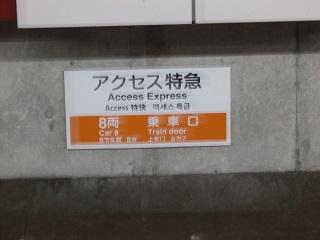 アクセス特急
Access Express
Access 特快 액세스 특급
8両 乗車口
Car 8 Train door